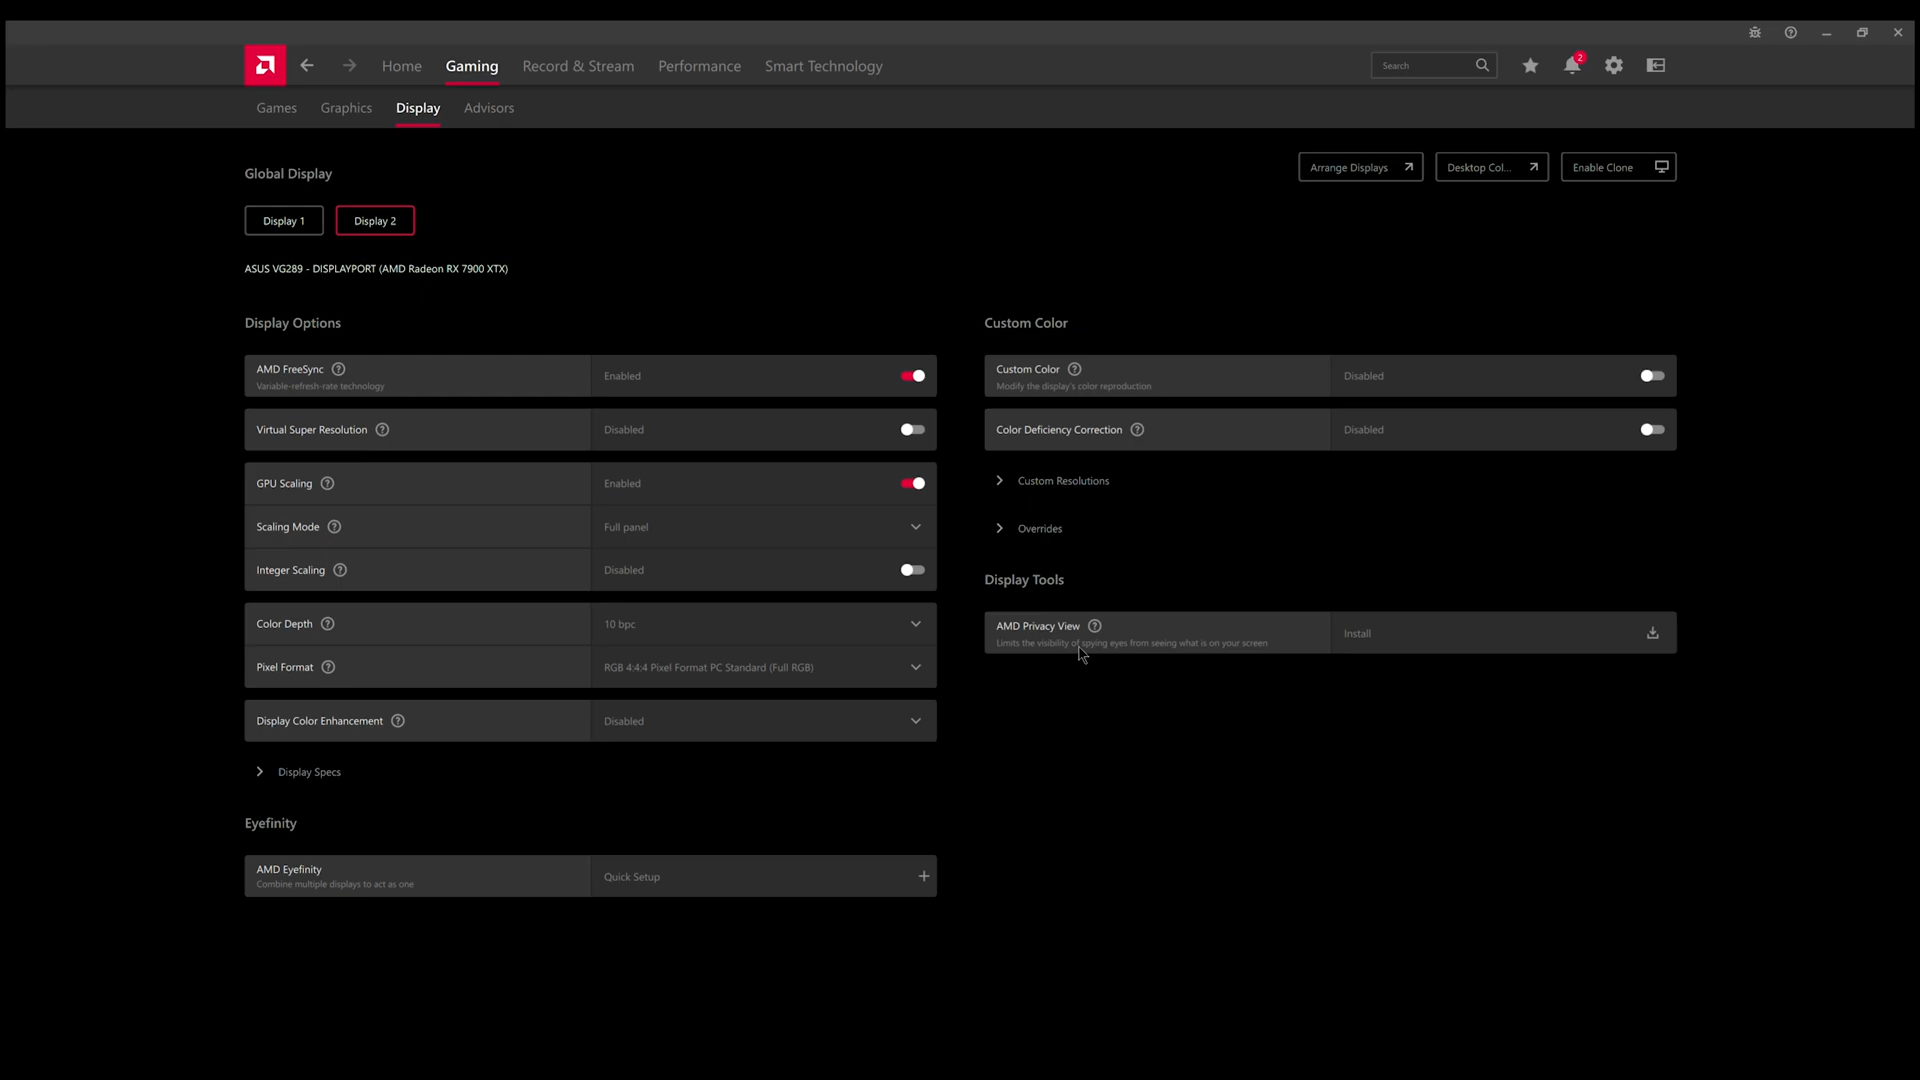 Home
Gaming
Record & Stream
Performance
Smart Technology
Search
2
Games
Graphics
Display
Advisors
Global Display
Arrange Displays
Desktop Col...
Enable Clone
Display 1
Display 2
ASUS VG289 - DISPLAYPORT (AMD Radeon RX 7900 XTX)
Display Options
AMD FreeSync
Variable-refresh-rate technology
Enabled
Virtual Super Resolution
Disabled
GPU Scaling
Enabled
Scaling Mode
Full panel
Integer Scaling
Disabled
Color Depth
10 bpc
Pixel Format
RGB 4:4:4 Pixel Format PC Standard (Full RGB)
Display Color Enhancement
Disabled
Display Specs
Eyefinity
AMD Eyefinity
Combine multiple displays to act as one
Quick Setup
Custom Color
Custom Color
Modify the display's color reproduction
Disabled
Color Deficiency Correction
Disabled
Custom Resolutions
Overrides
Display Tools
AMD Privacy View
Limits the visibility of spying eyes from seeing what is on your screen
Install